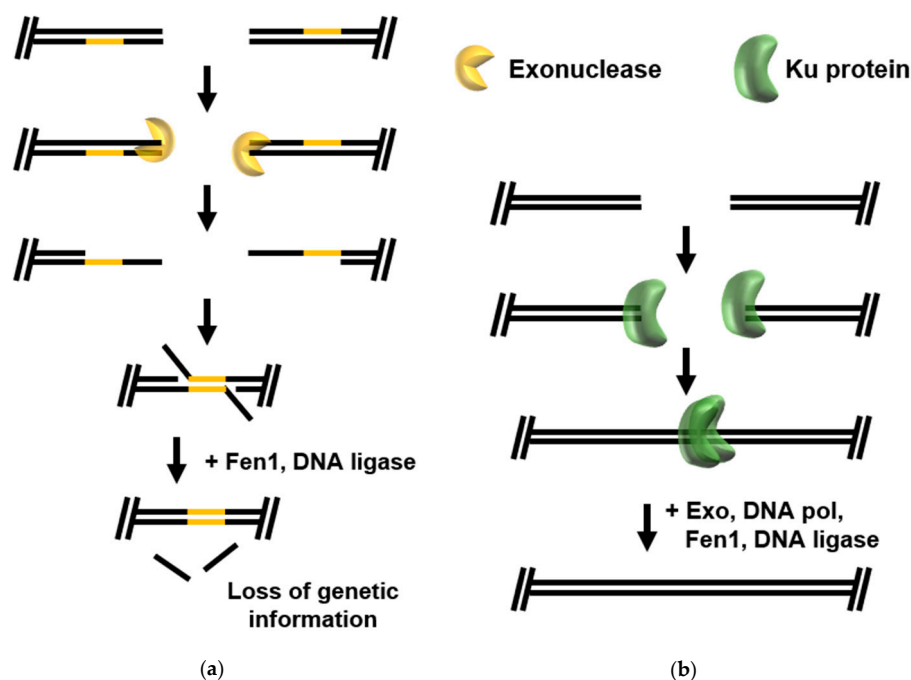 Exonuclease
Ku protein
+ Fen1, DNA ligase
Loss of genetic
information
(a)
+ Exo, DNA pol,
Fen1, DNA ligase
(b)